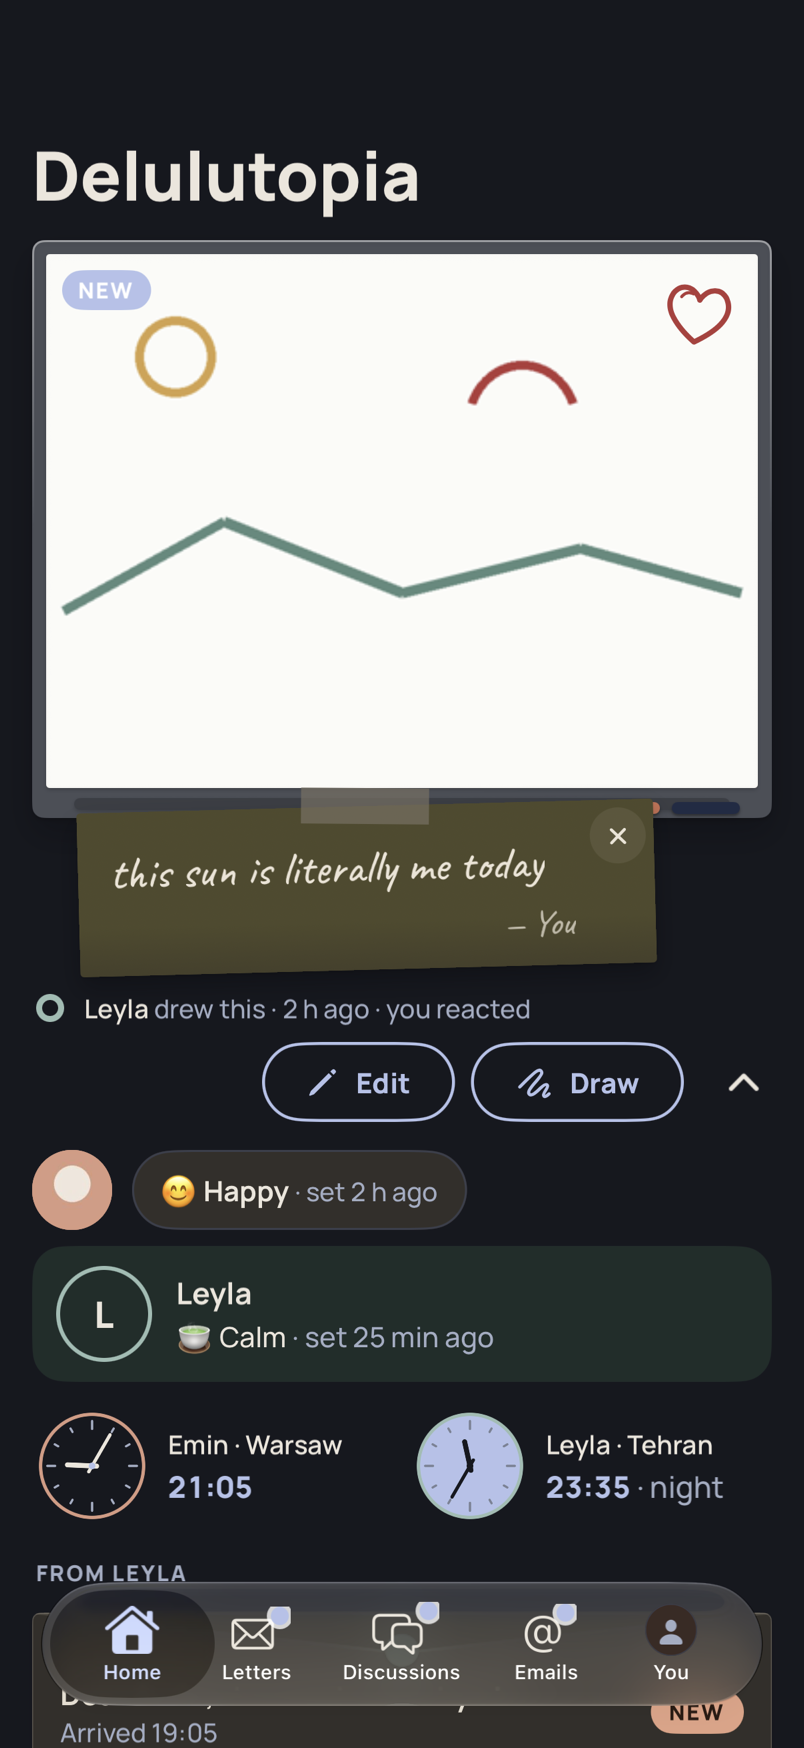 Delulutopia
NEW
this sun is literally me today
– You
Leyla drew this · 2 h ago · you reacted
Edit
Draw
😊 Happy · set 2 h ago
L
Leyla
🍵 Calm · set 25 min ago
Emin · Warsaw
21:05
Leyla · Tehran
23:35 · night
FROM LEYLA
Home
Letters
Discussions
Emails
You
NEW
Arrived 19:05